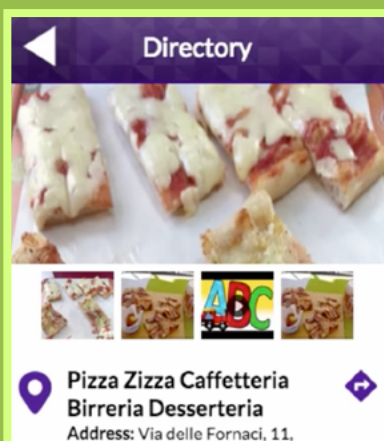 Directory
ABC
Pizza Zizza Caffetteria
Birreria Desserteria
Address: Via delle Fornaci, 11,